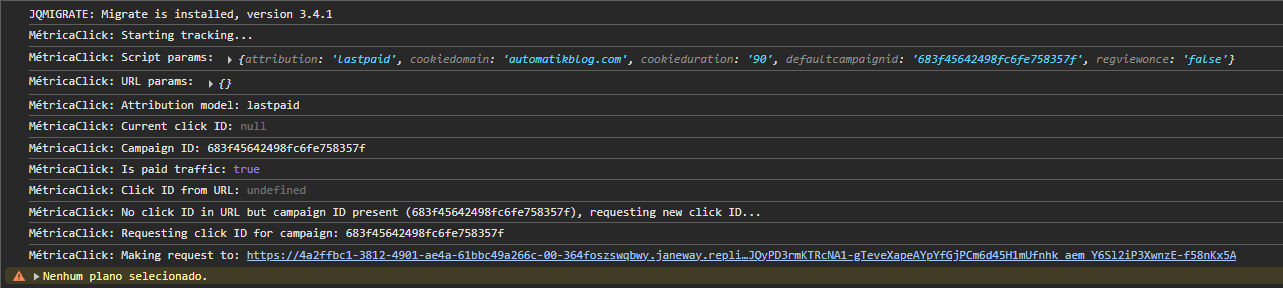 JQMIGRATE: Migrate is installed, version 3.4.1
MétricaClick: Starting tracking...
MétricaClick: Script params: ▶ {attribution: 'lastpaid', cookiedomain: 'automatikblog.com', cookieduration: '90', defaultcampaignid: '683f45642498fc6fe758357f', regviewonce: 'false'}
MétricaClick: URL params: ▶ {}
MétricaClick: Attribution model: lastpaid
MétricaClick: Current click ID: null
MétricaClick: Campaign ID: 683f45642498fc6fe758357f
MétricaClick: Is paid traffic: true
MétricaClick: Click ID from URL: undefined
MétricaClick: No click ID in URL but campaign ID present (683f45642498fc6fe758357f), requesting new click ID...
MétricaClick: Requesting click ID for campaign: 683f45642498fc6fe758357f
MétricaClick: Making request to: https://4a2ffbc1-3812-4901-ae4a-61bbc49a266c-00-364foszswqbwy.janeway.repli…JQyPD3rmKTRcNA1-gTeveXapeAYpYfGjPCm6d45H1mUfnhk_aem_Y6Sl2iP3XwnzE-f58nKx5A
▶ Nenhum plano selecionado.